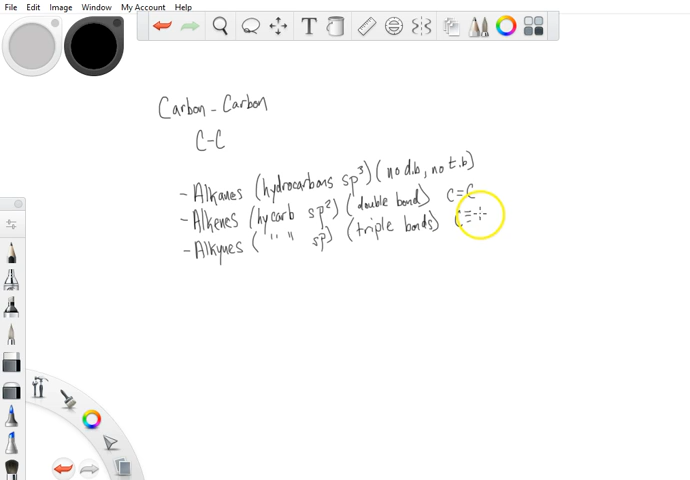 File Edit Image Window My Account Help
T
Carbon - Carbon
C-C
- Alkanes (hydrocarbons sp³) (no d.b, no t.b)
- Alkenes (hycarb sp²) (double bond) C=C
- Alkynes (" " sp) (triple bonds) C≡